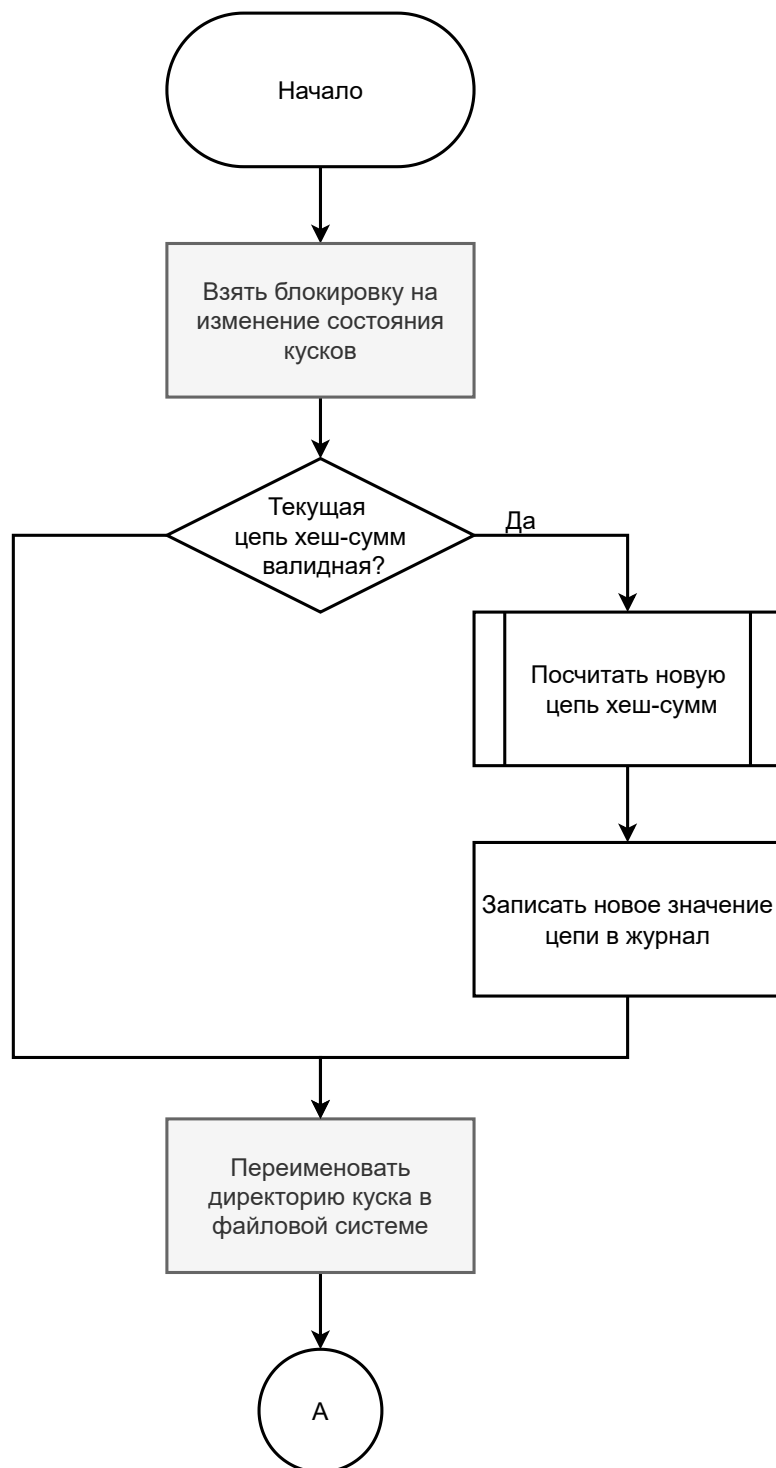 Начало
Взять блокировку на
изменение состояния
кусков
Текущая
цепь хеш-сумм
валидная?
Да
Посчитать новую
цепь хеш-сумм
Записать новое значение
цепи в журнал
Переименовать
директорию куска в
файловой системе
А